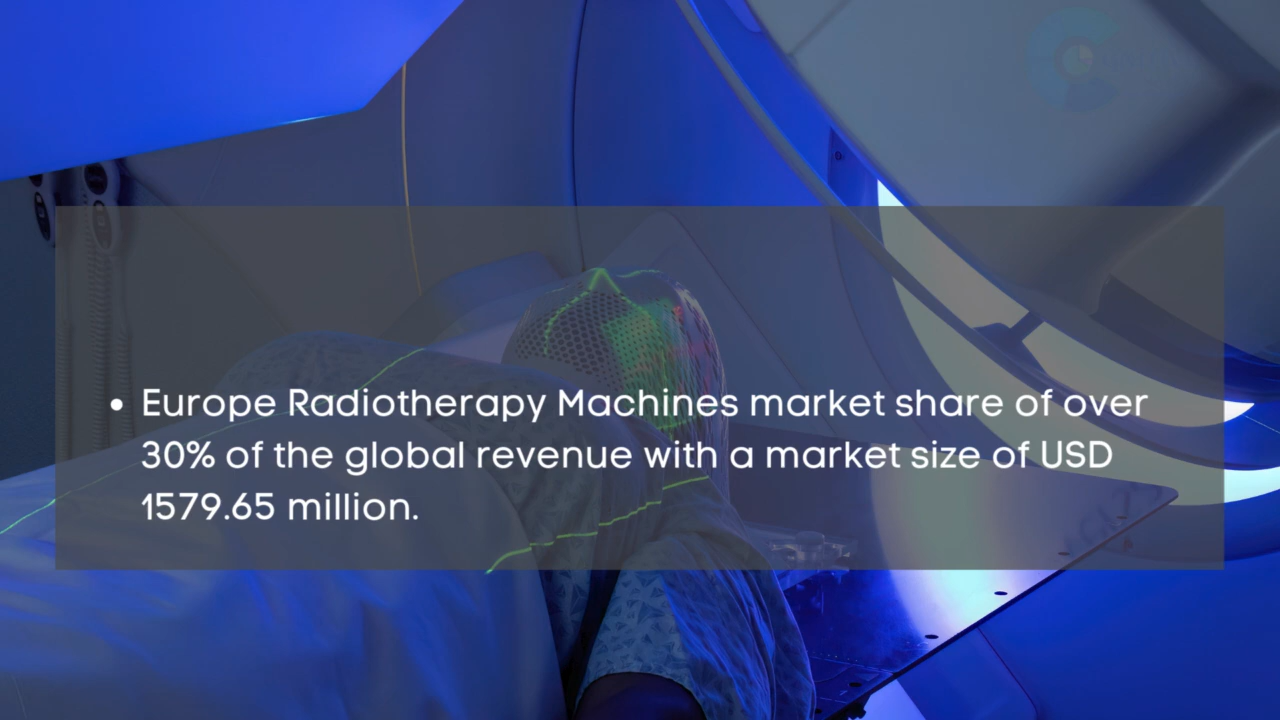 • Europe Radiotherapy Machines market share of over
30% of the global revenue with a market size of USD
1579.65 million.